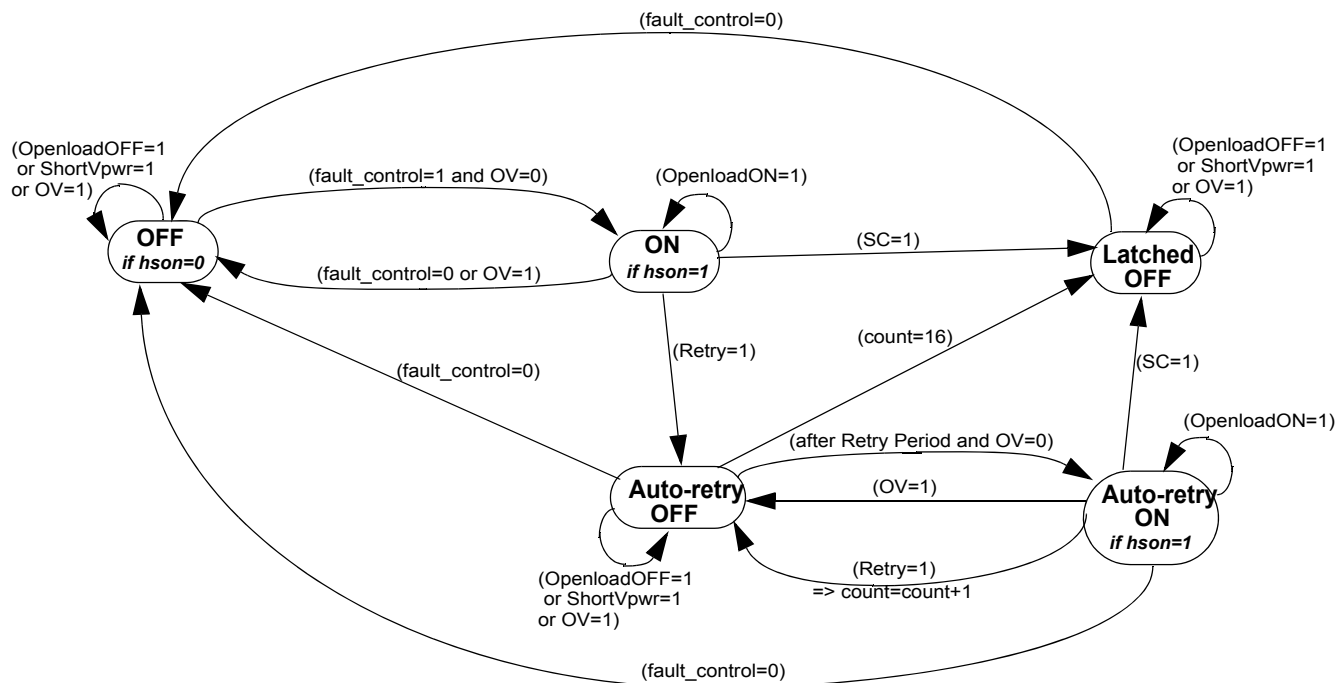 (fault_control=0)
(OpenloadOFF=1
or ShortVpwr=1
or OV=1)
(fault_control=1 and OV=0)
(OpenloadON=1)
(OpenloadOFF=1
or ShortVpwr=1
or OV=1)
OFF
if hson=0
ON
if hson=1
(SC=1)
Latched
OFF
(fault_control=0 or OV=1)
(count=16)
(Retry=1)
(SC=1)
(fault_control=0)
(OpenloadON=1)
(after Retry Period and OV=0)
Auto-retry
OFF
(OV=1)
Auto-retry
ON
if hson=1
(OpenloadOFF=1
or ShortVpwr=1
or OV=1)
(Retry=1)
=> count=count+1
(fault_control=0)